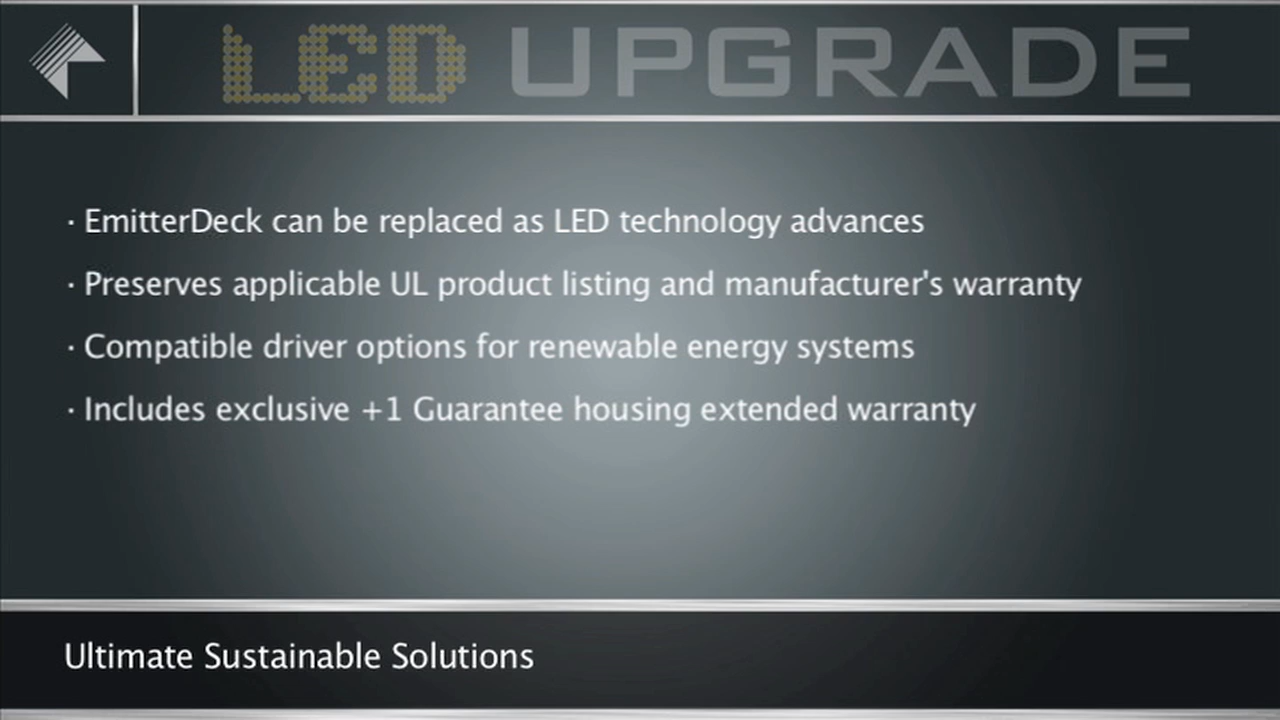 LED UPGRADE
· EmitterDeck can be replaced as LED technology advances
· Preserves applicable UL product listing and manufacturer's warranty
· Compatible driver options for renewable energy systems
· Includes exclusive +1 Guarantee housing extended warranty
Ultimate Sustainable Solutions